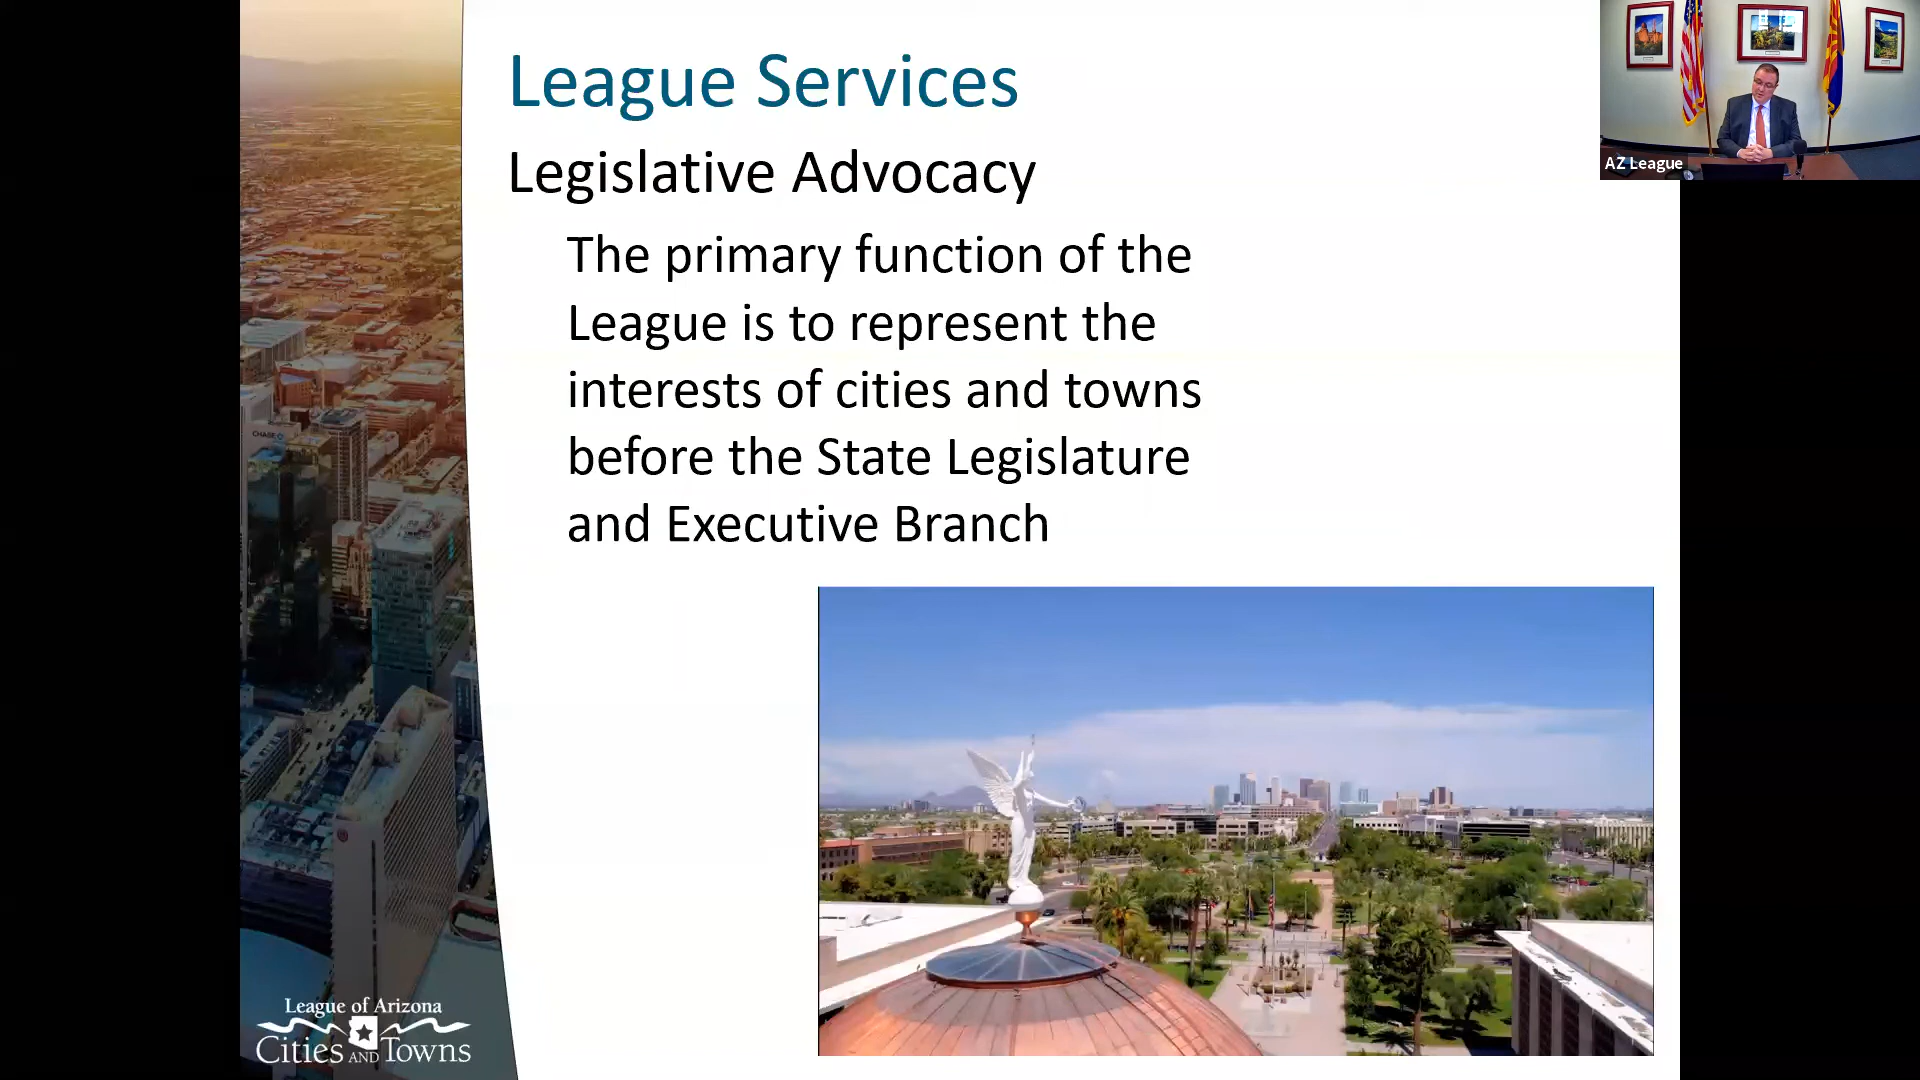 League Services
Legislative Advocacy
The primary function of the
League is to represent the
interests of cities and towns
before the State Legislature
and Executive Branch
AZ League
CHASE
League of Arizona
Cities AND Towns